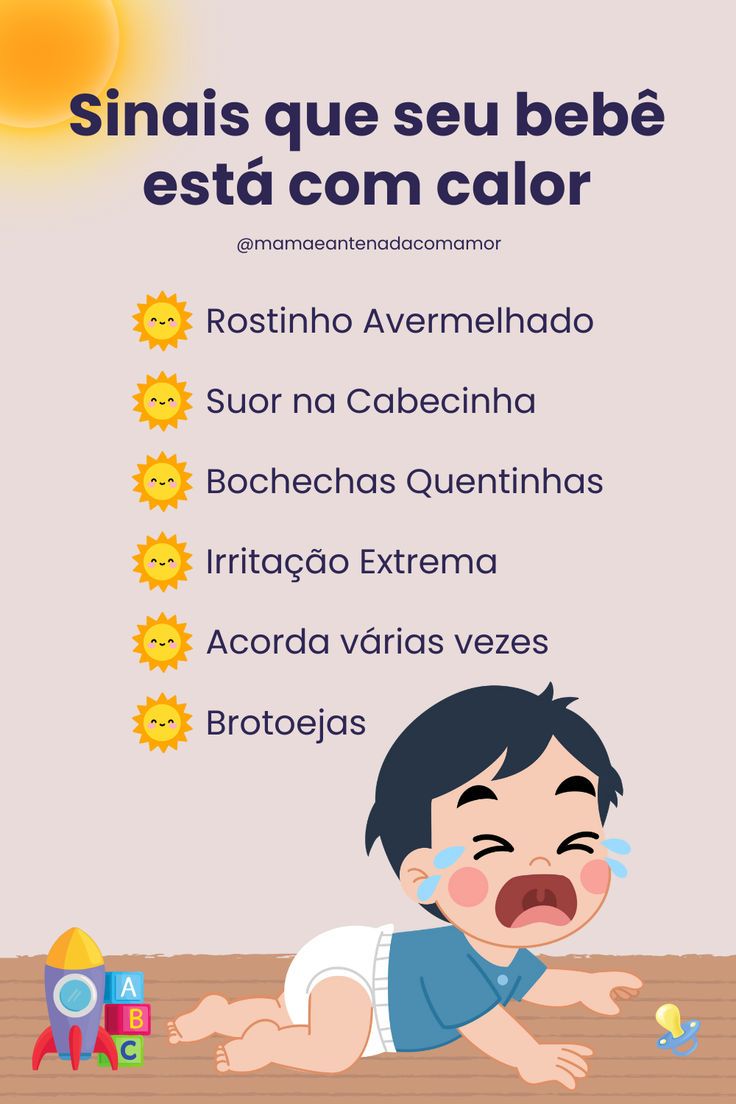 Sinais que seu bebê
está com calor
@mamaeantenadacomamor
Rostinho Avermelhado
Suor na Cabecinha
Bochechas Quentinhas
Irritação Extrema
Acorda várias vezes
Brotoejas
A
B
C